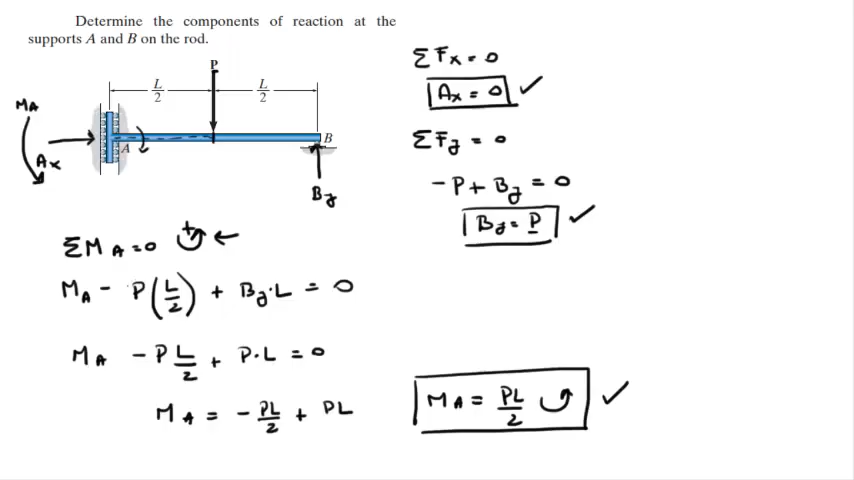 Determine the components of reaction at the
supports A and B on the rod.
P
L/2
L/2
MA
Ax
A
B
By
ΣMA=0 +
MA - P(L/2) + By·L = 0
MA - PL/2 + P·L = 0
MA = - PL/2 + PL
ΣFx = 0
Ax = 0
ΣFy = 0
-P + By = 0
By = P
MA = PL/2